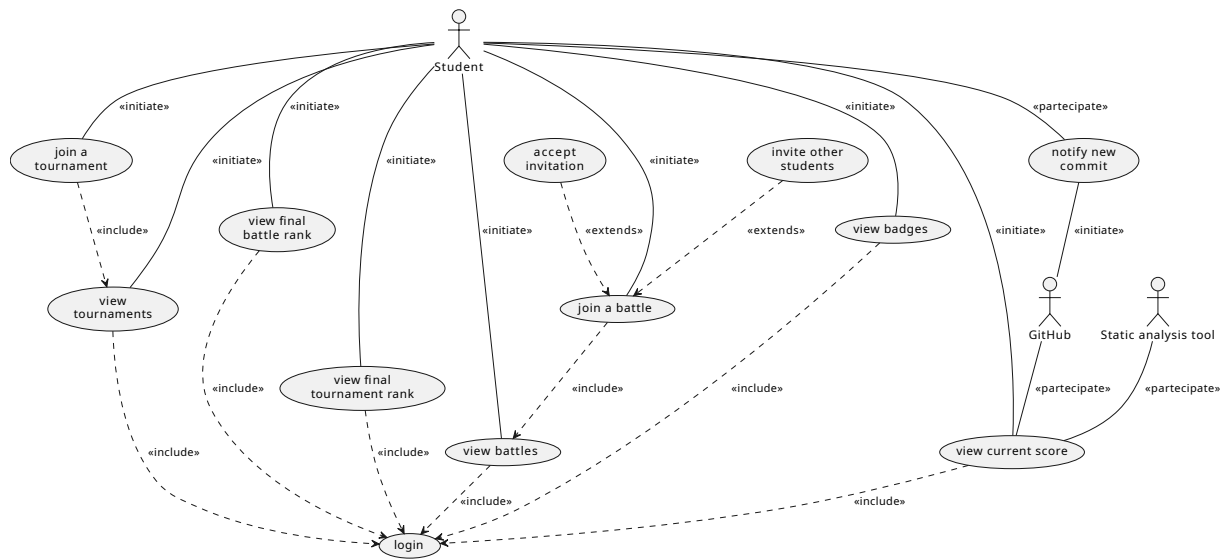 Student
«initiate»
«initiate»
«initiate»
«partecipate»
join a
tournament
«initiate»
«initiate»
accept
invitation
«initiate»
invite other
students
notify new
commit
«include»
view final
battle rank
«initiate»
«extends»
«extends»
view badges
«initiate»
«initiate»
view
tournaments
join a battle
GitHub
Static analysis tool
«include»
view final
tournament rank
«include»
«include»
«partecipate»
«partecipate»
«include»
«include»
view battles
view current score
«include»
«include»
login